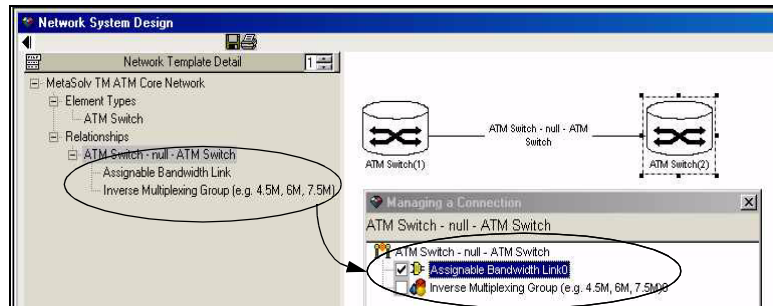 Network System Design
Network Template Detail
1
MetaSolv TM ATM Core Network
Element Types
ATM Switch
Relationships
ATM Switch - null - ATM Switch
Assignable Bandwidth Link
Inverse Multiplexing Group (e.g. 4.5M, 6M, 7.5M)
ATM Switch - null - ATM
Switch
ATM Switch(1)
ATM Switch(2)
Managing a Connection
ATM Switch - null - ATM Switch
ATM Switch - null - ATM Switch
Assignable Bandwidth Link0
Inverse Multiplexing Group (e.g. 4.5M, 6M, 7.5M)0